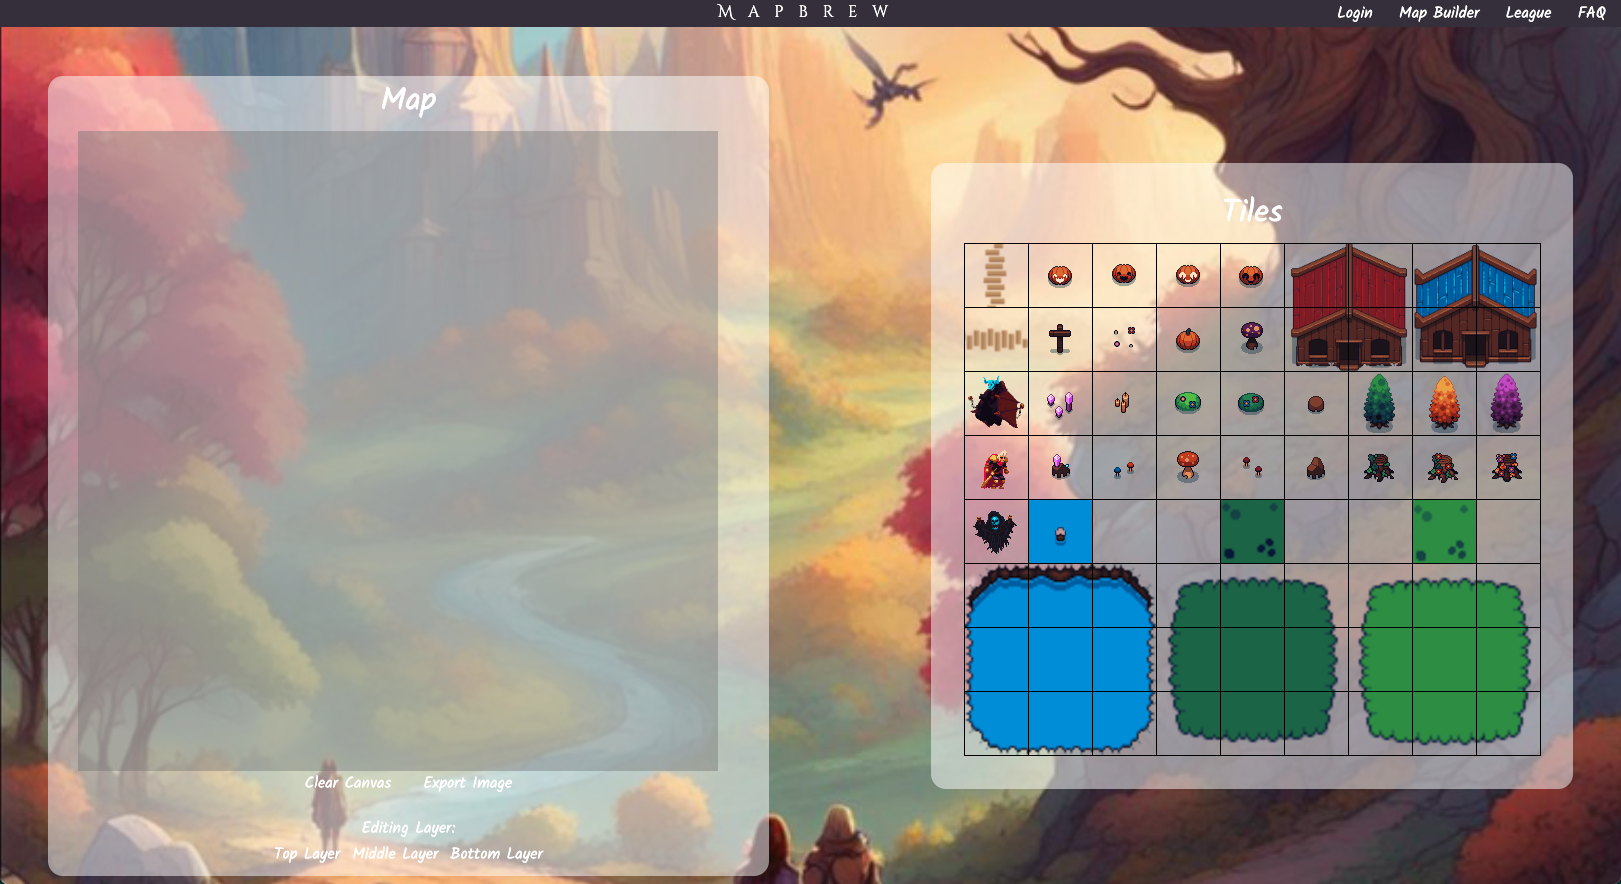 MAPBREW
Login Map Builder League FAQ
Map
Tiles
Clear Canvas Export Image
Editing Layer:
Top Layer Middle Layer Bottom Layer